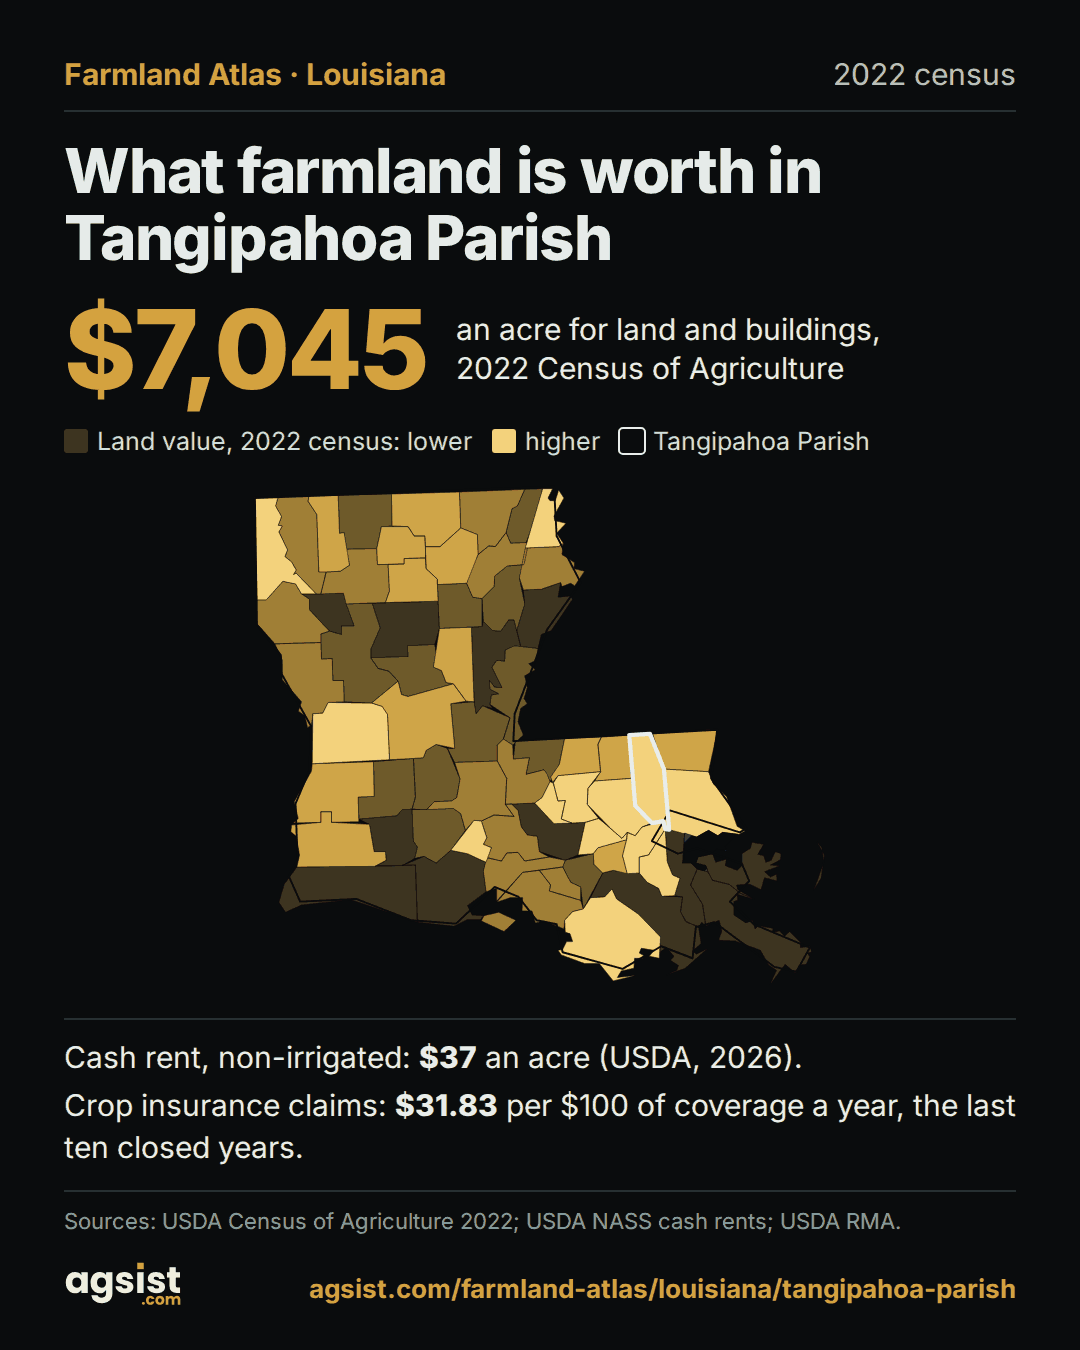 Farmland Atlas · Louisiana
2022 census
What farmland is worth in
Tangipahoa Parish
$7,045
an acre for land and buildings,
2022 Census of Agriculture
Land value, 2022 census: lower
higher
Tangipahoa Parish
Cash rent, non-irrigated: $37 an acre (USDA, 2026).
Crop insurance claims: $31.83 per $100 of coverage a year, the last
ten closed years.
Sources: USDA Census of Agriculture 2022; USDA NASS cash rents; USDA RMA.
agsist
.com
agsist.com/farmland-atlas/louisiana/tangipahoa-parish